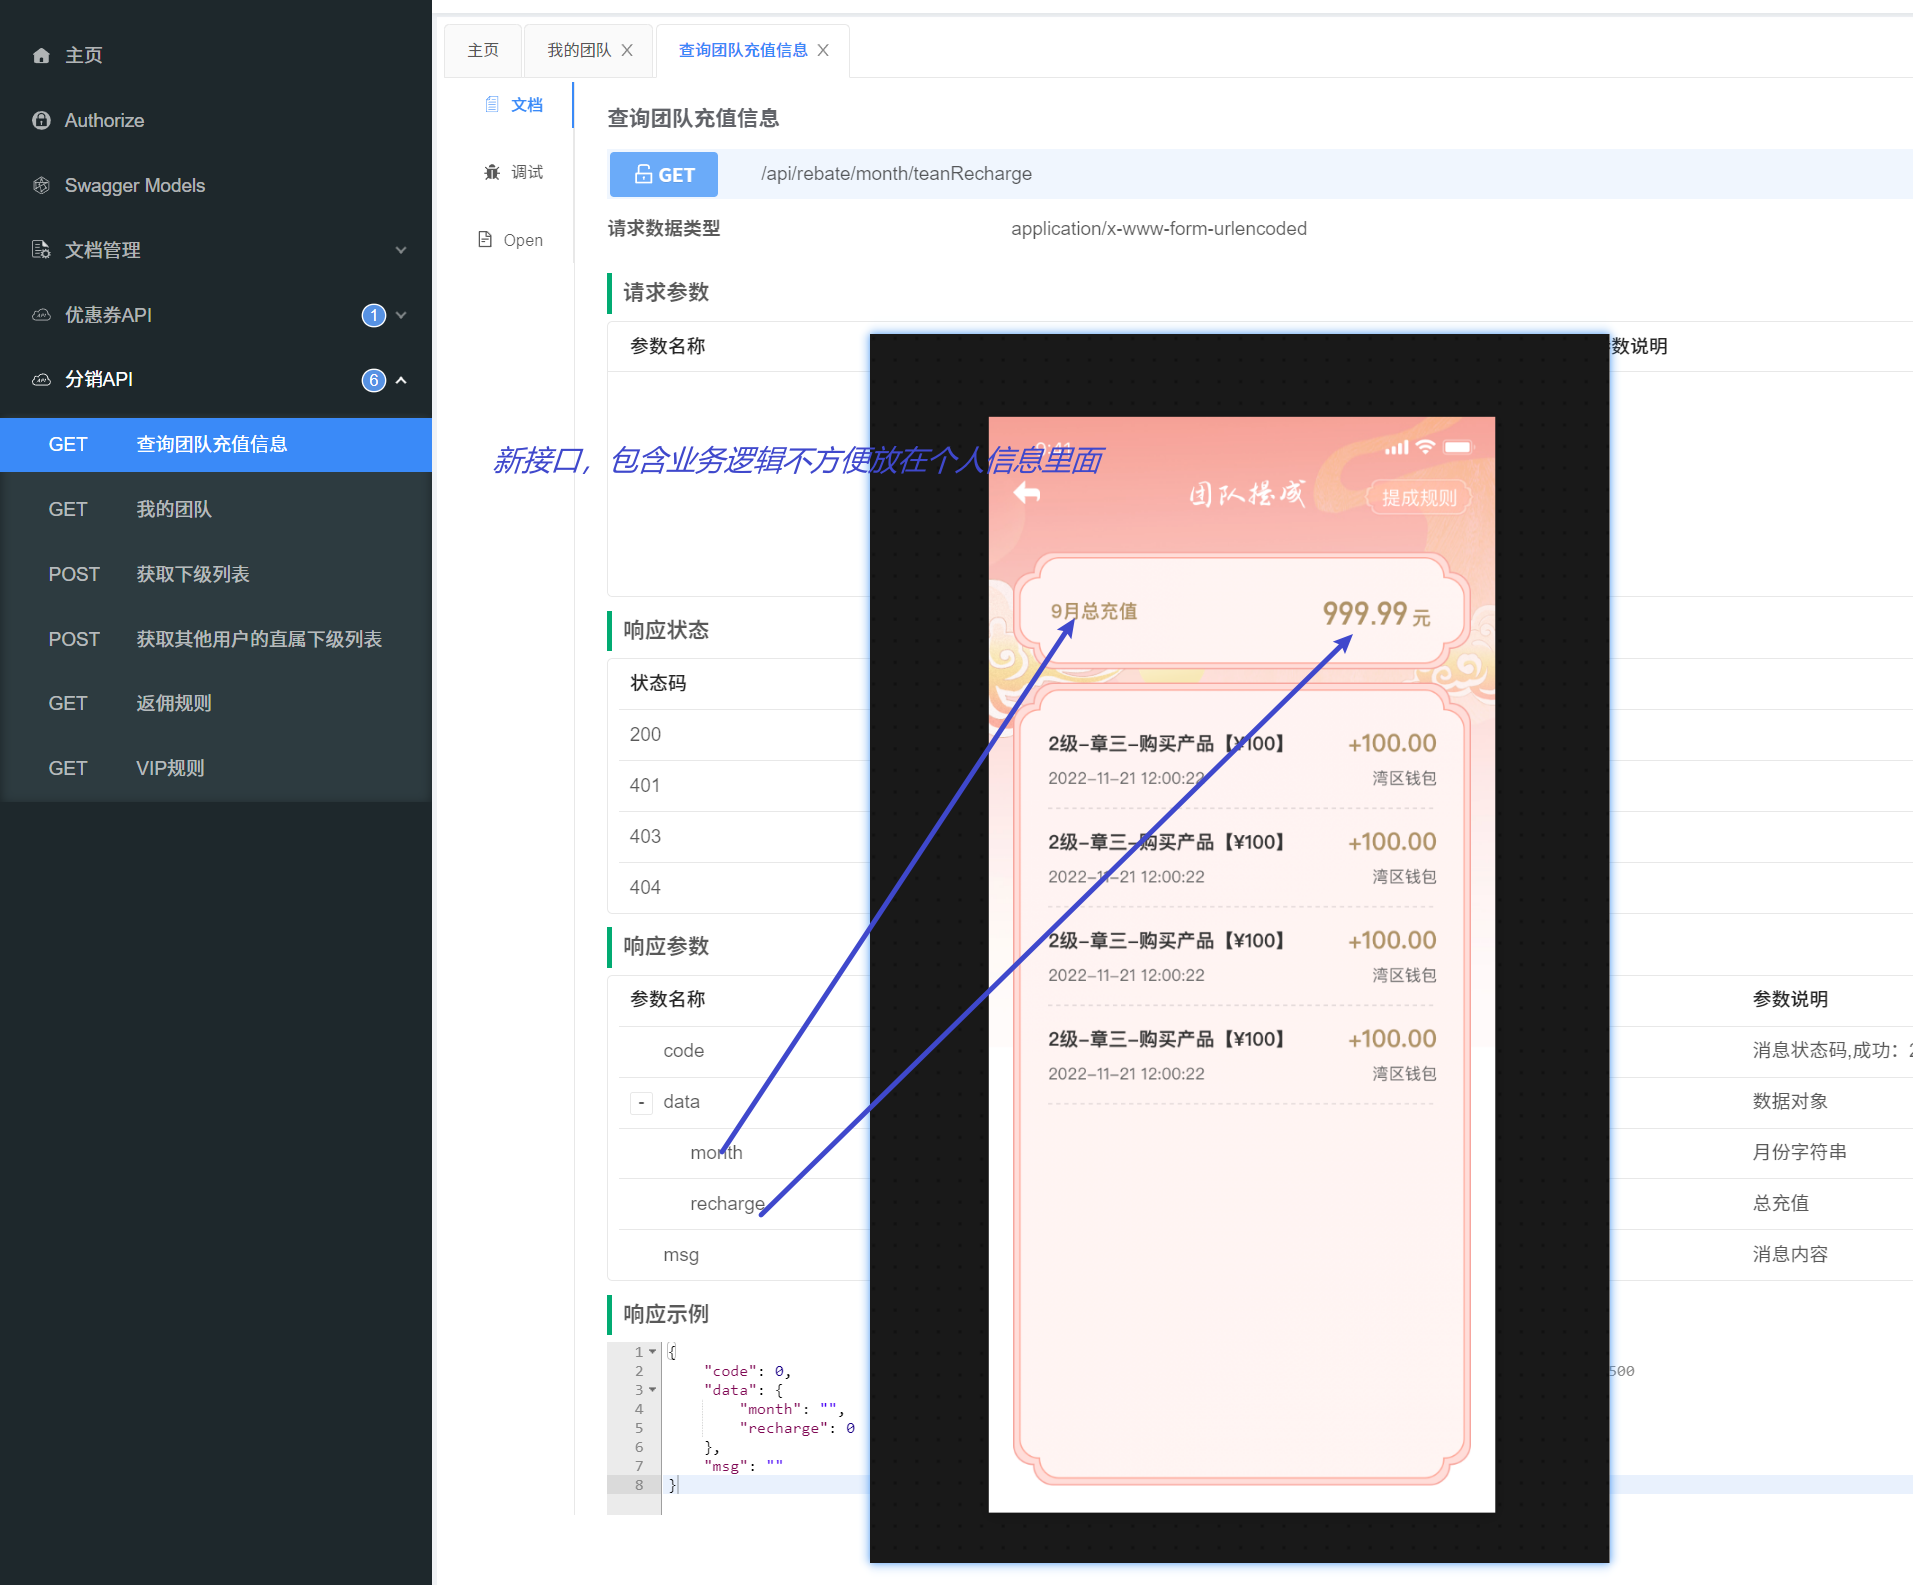 主页
Authorize
Swagger Models
文档管理
优惠券API 1
分销API 6
GET 查询团队充值信息
GET 我的团队
POST 获取下级列表
POST 获取其他用户的直属下级列表
GET 返佣规则
GET VIP规则
主页 我的团队 X 查询团队充值信息 X
文档
调试
Open
查询团队充值信息
GET /api/rebate/month/teanRecharge
请求数据类型 application/x-www-form-urlencoded
请求参数
参数名称 数说明
新接口，包含业务逻辑不方便放在个人信息里面
9:41
团队提成 提成规则
9月总充值 999.99 元
2级-章三-购买产品【¥100】 +100.00
2022-11-21 12:00:22 湾区钱包
2级-章三-购买产品【¥100】 +100.00
2022-11-21 12:00:22 湾区钱包
2级-章三-购买产品【¥100】 +100.00
2022-11-21 12:00:22 湾区钱包
2级-章三-购买产品【¥100】 +100.00
2022-11-21 12:00:22 湾区钱包
响应状态
状态码
200
401
403
404
响应参数
参数名称 参数说明
code 消息状态码,成功：2
- data 数据对象
month 月份字符串
recharge 总充值
msg 消息内容
响应示例
1 {
2 "code": 0, 500
3 "data": {
4 "month": "",
5 "recharge": 0
6 },
7 "msg": ""
8 }